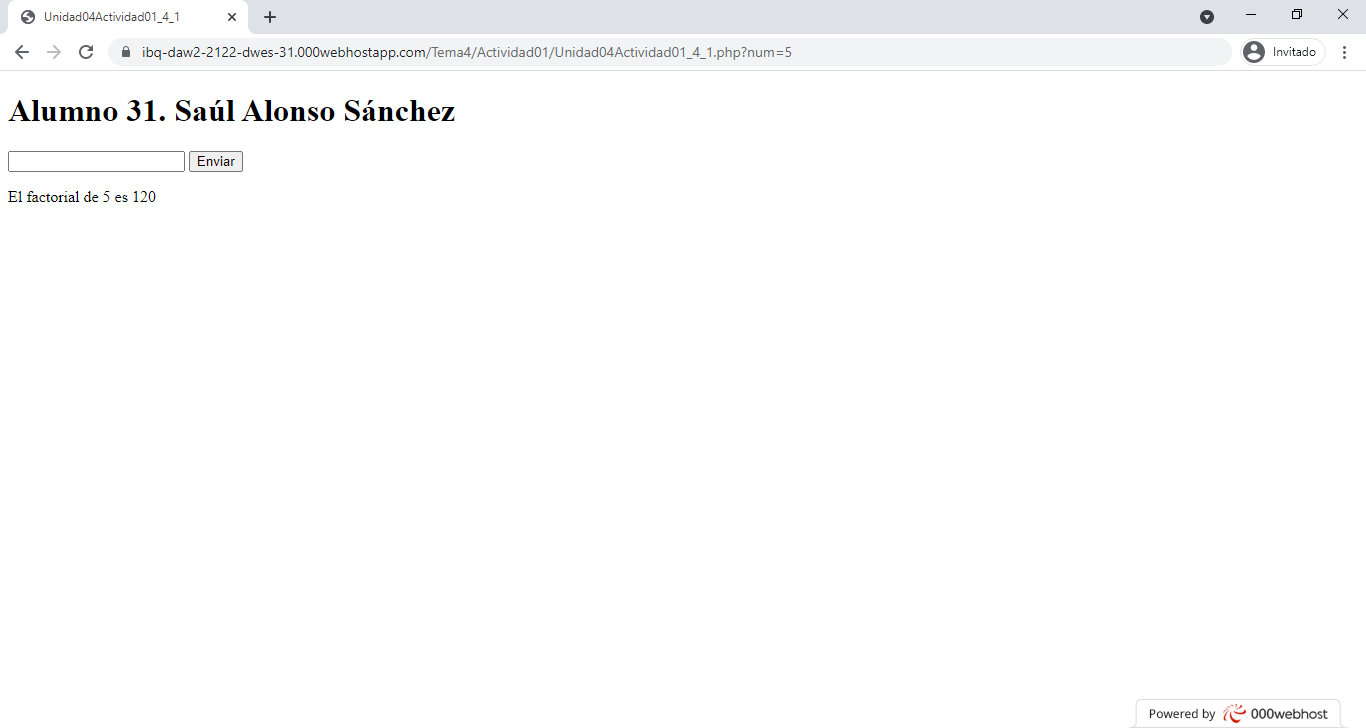 Unidad04Actividad01_4_1
ibq-daw2-2122-dwes-31.000webhostapp.com/Tema4/Actividad01/Unidad04Actividad01_4_1.php?num=5
Invitado
Alumno 31. Saúl Alonso Sánchez
Enviar
El factorial de 5 es 120
Powered by 000webhost